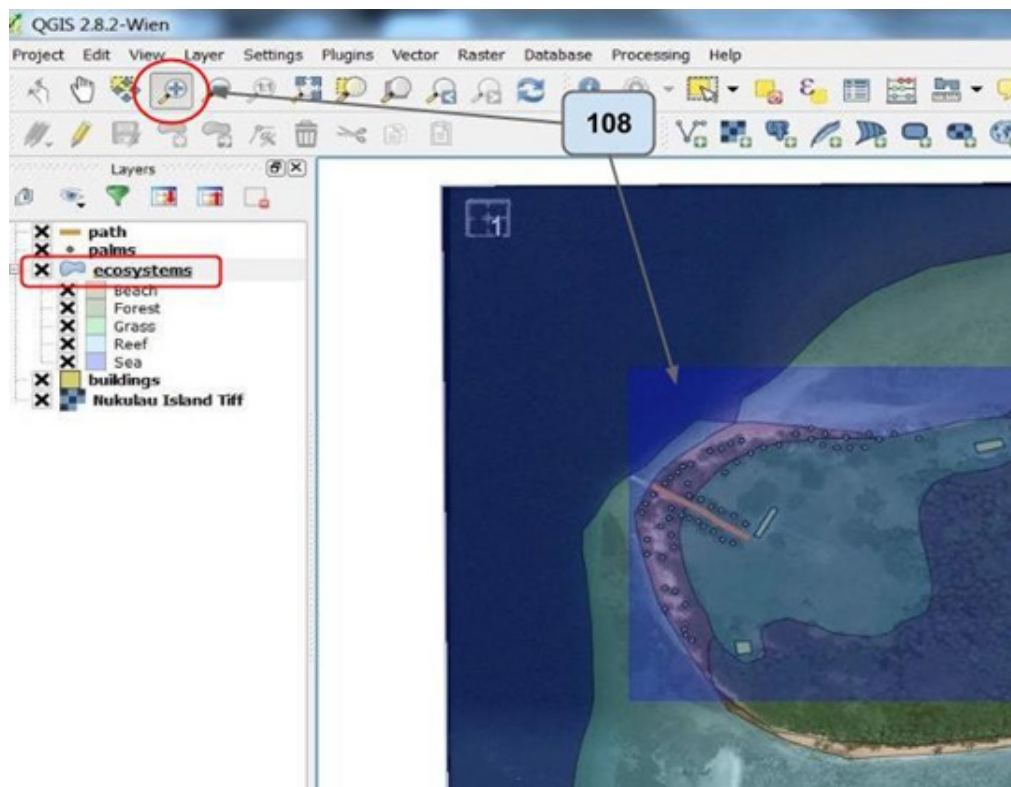 QGIS 2.8.2-Wien
Project Edit View Layer Settings Plugins Vector Raster Database Processing Help
108
Layers
path
palms
ecosystems
Beach
Forest
Grass
Reef
Sea
buildings
Nukulau Island Tiff
1